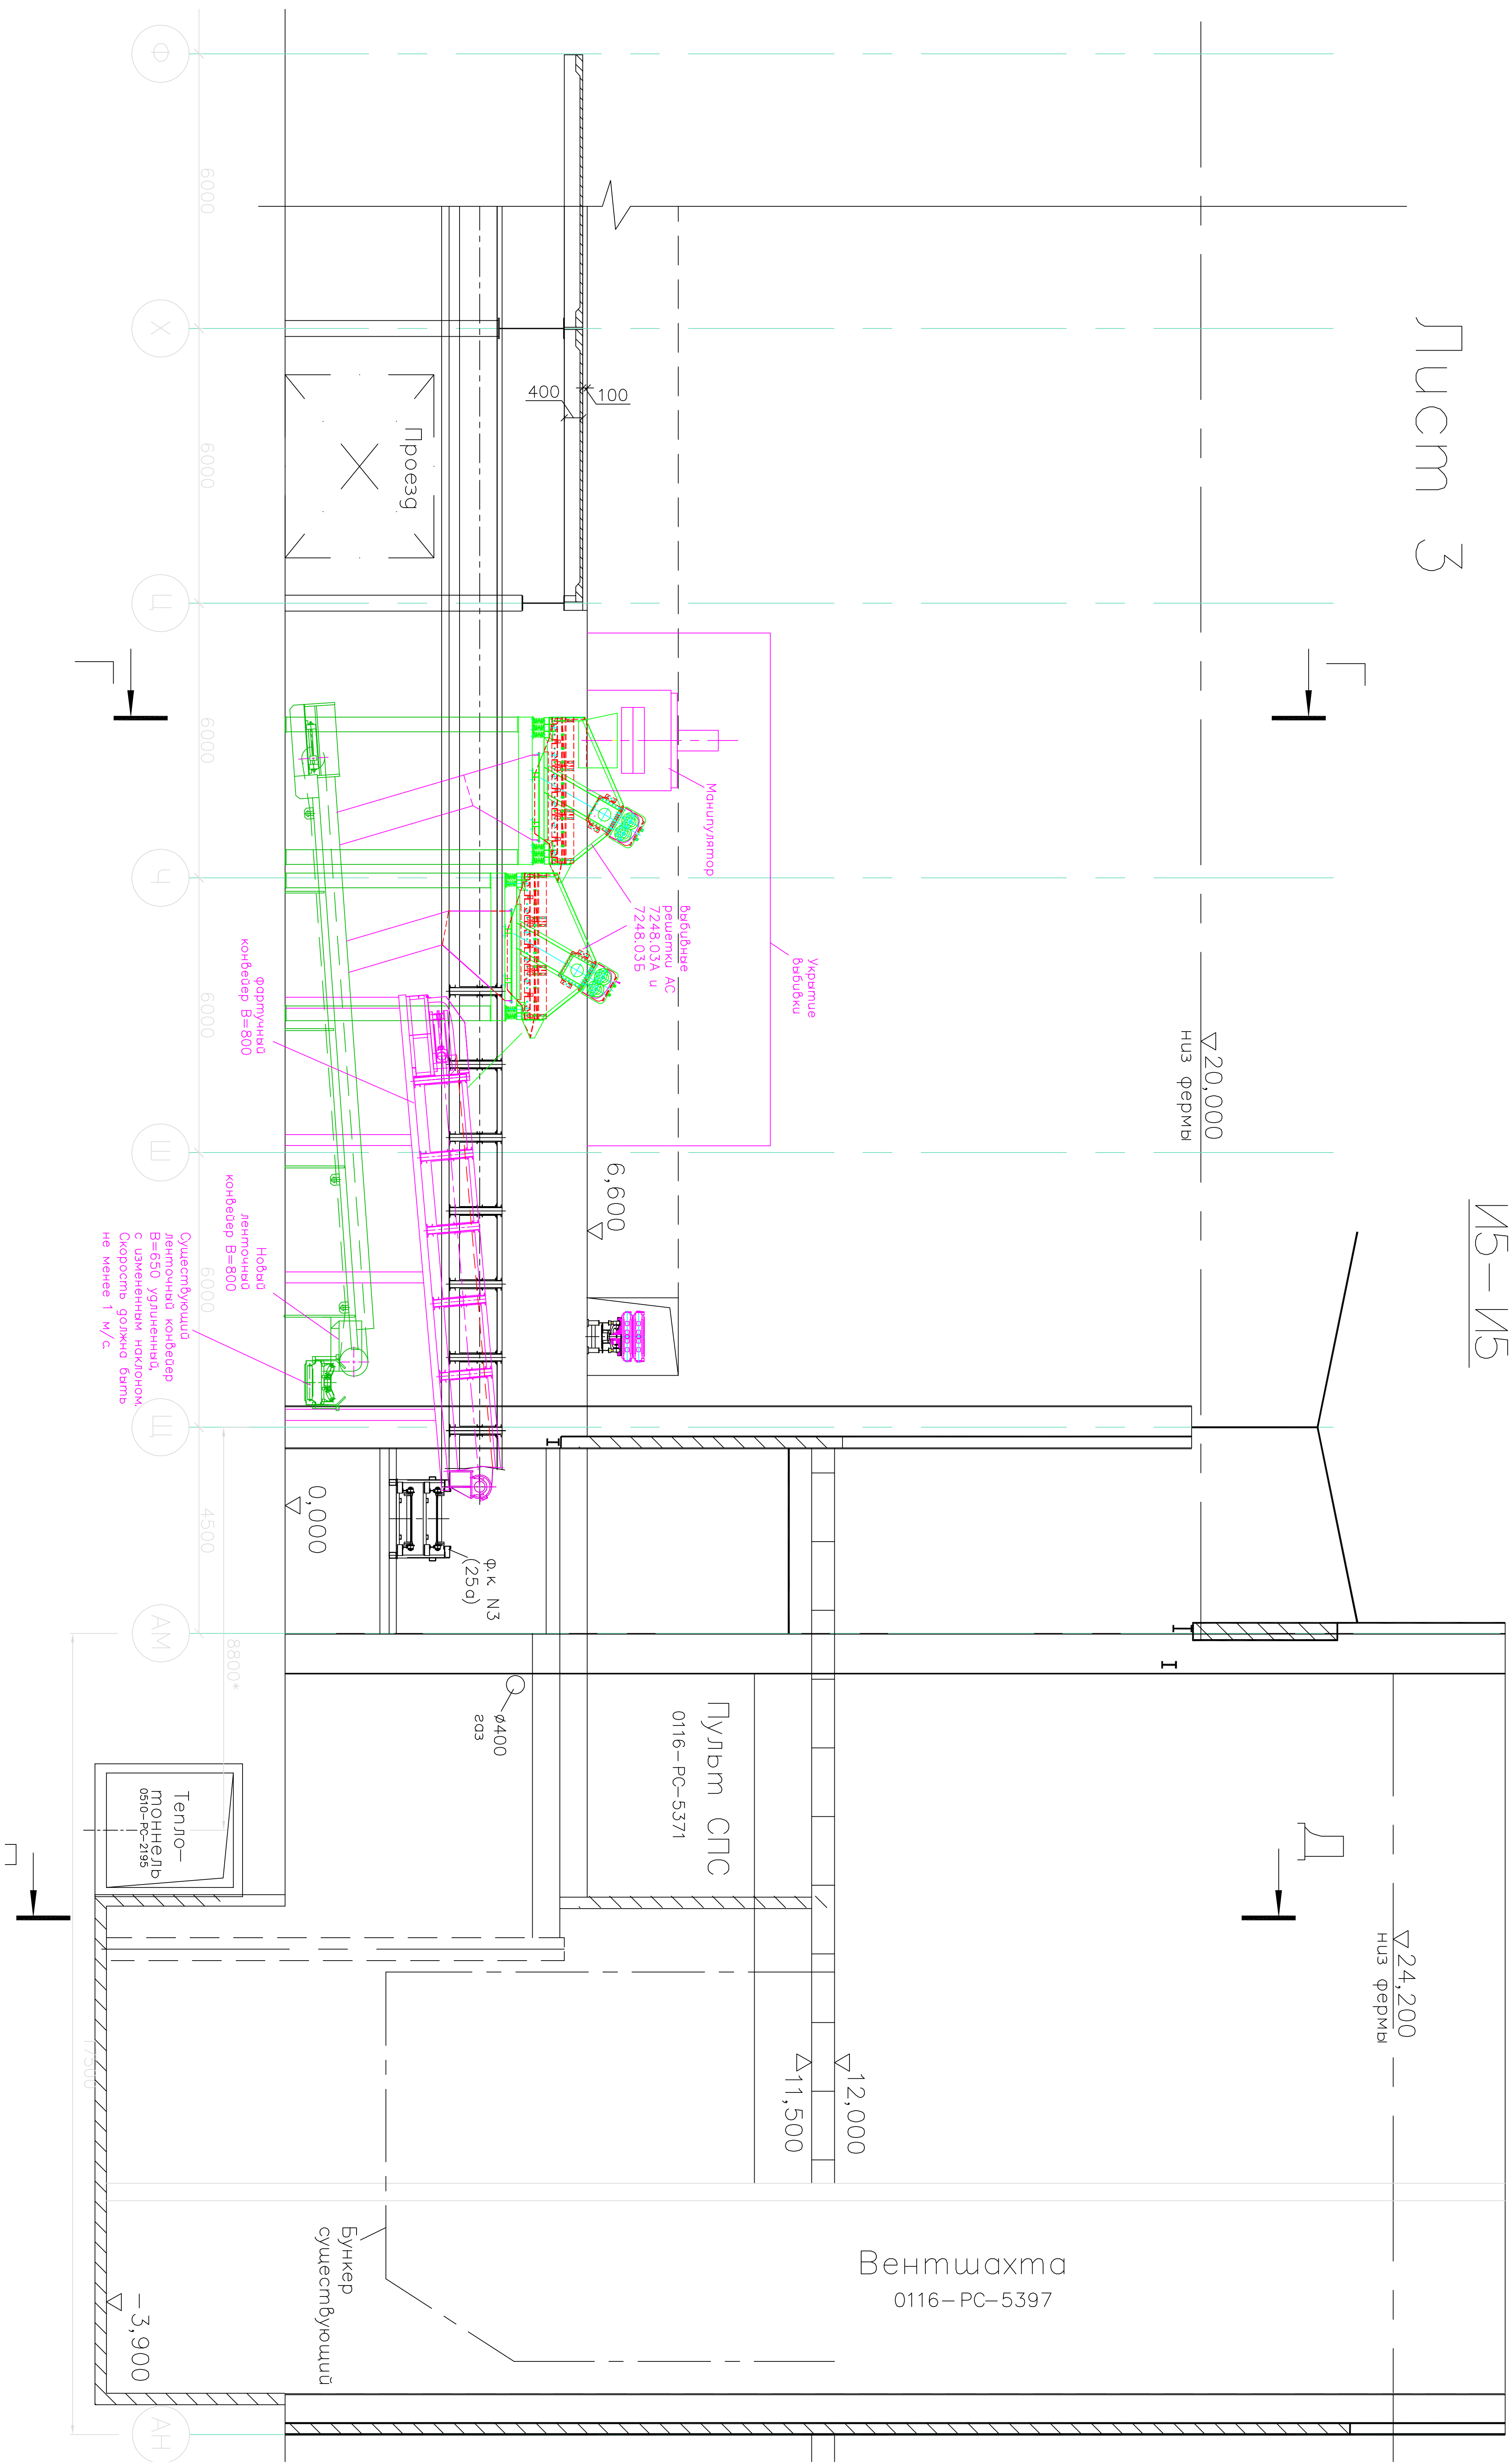 Лист 3
И5-И5
▽20,000
низ фермы
▽24,200
низ фермы
Д
Вентшахта
0116-РС-5397
12,000
11,500
Укрытие
выбивки
Манипулятор
выбивные
решетки АС
7248.03А и
7248.03Б
6,600
400
100
Проезд
Пульт СПС
0116-РС-5371
Ф.к. N3
(25а)
ø400
газ
0,000
Бункер
существующий
фартучный
конвейер В=800
Новый
ленточный
конвейер В=800
Существующий
ленточный конвейер
В=650 удлиненный,
с измененным наклоном.
Скорость должна быть
не менее 1 м/с.
Тепло-
тоннель
0510-РС-2195
-3,900
6000
6000
6000
6000
6000
4500
8800*
17500
Ф
Х
Ц
Ч
Ш
Щ
АМ
АН
Г
Г